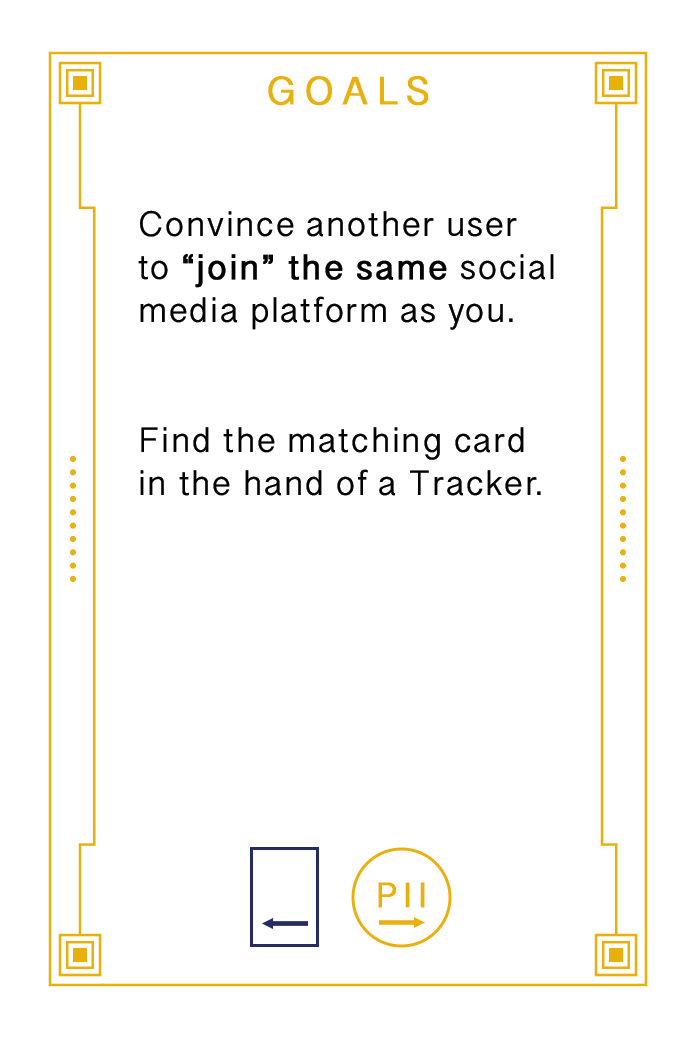 GOALS
Convince another user
to “join” the same social
media platform as you.
Find the matching card
in the hand of a Tracker.
PII